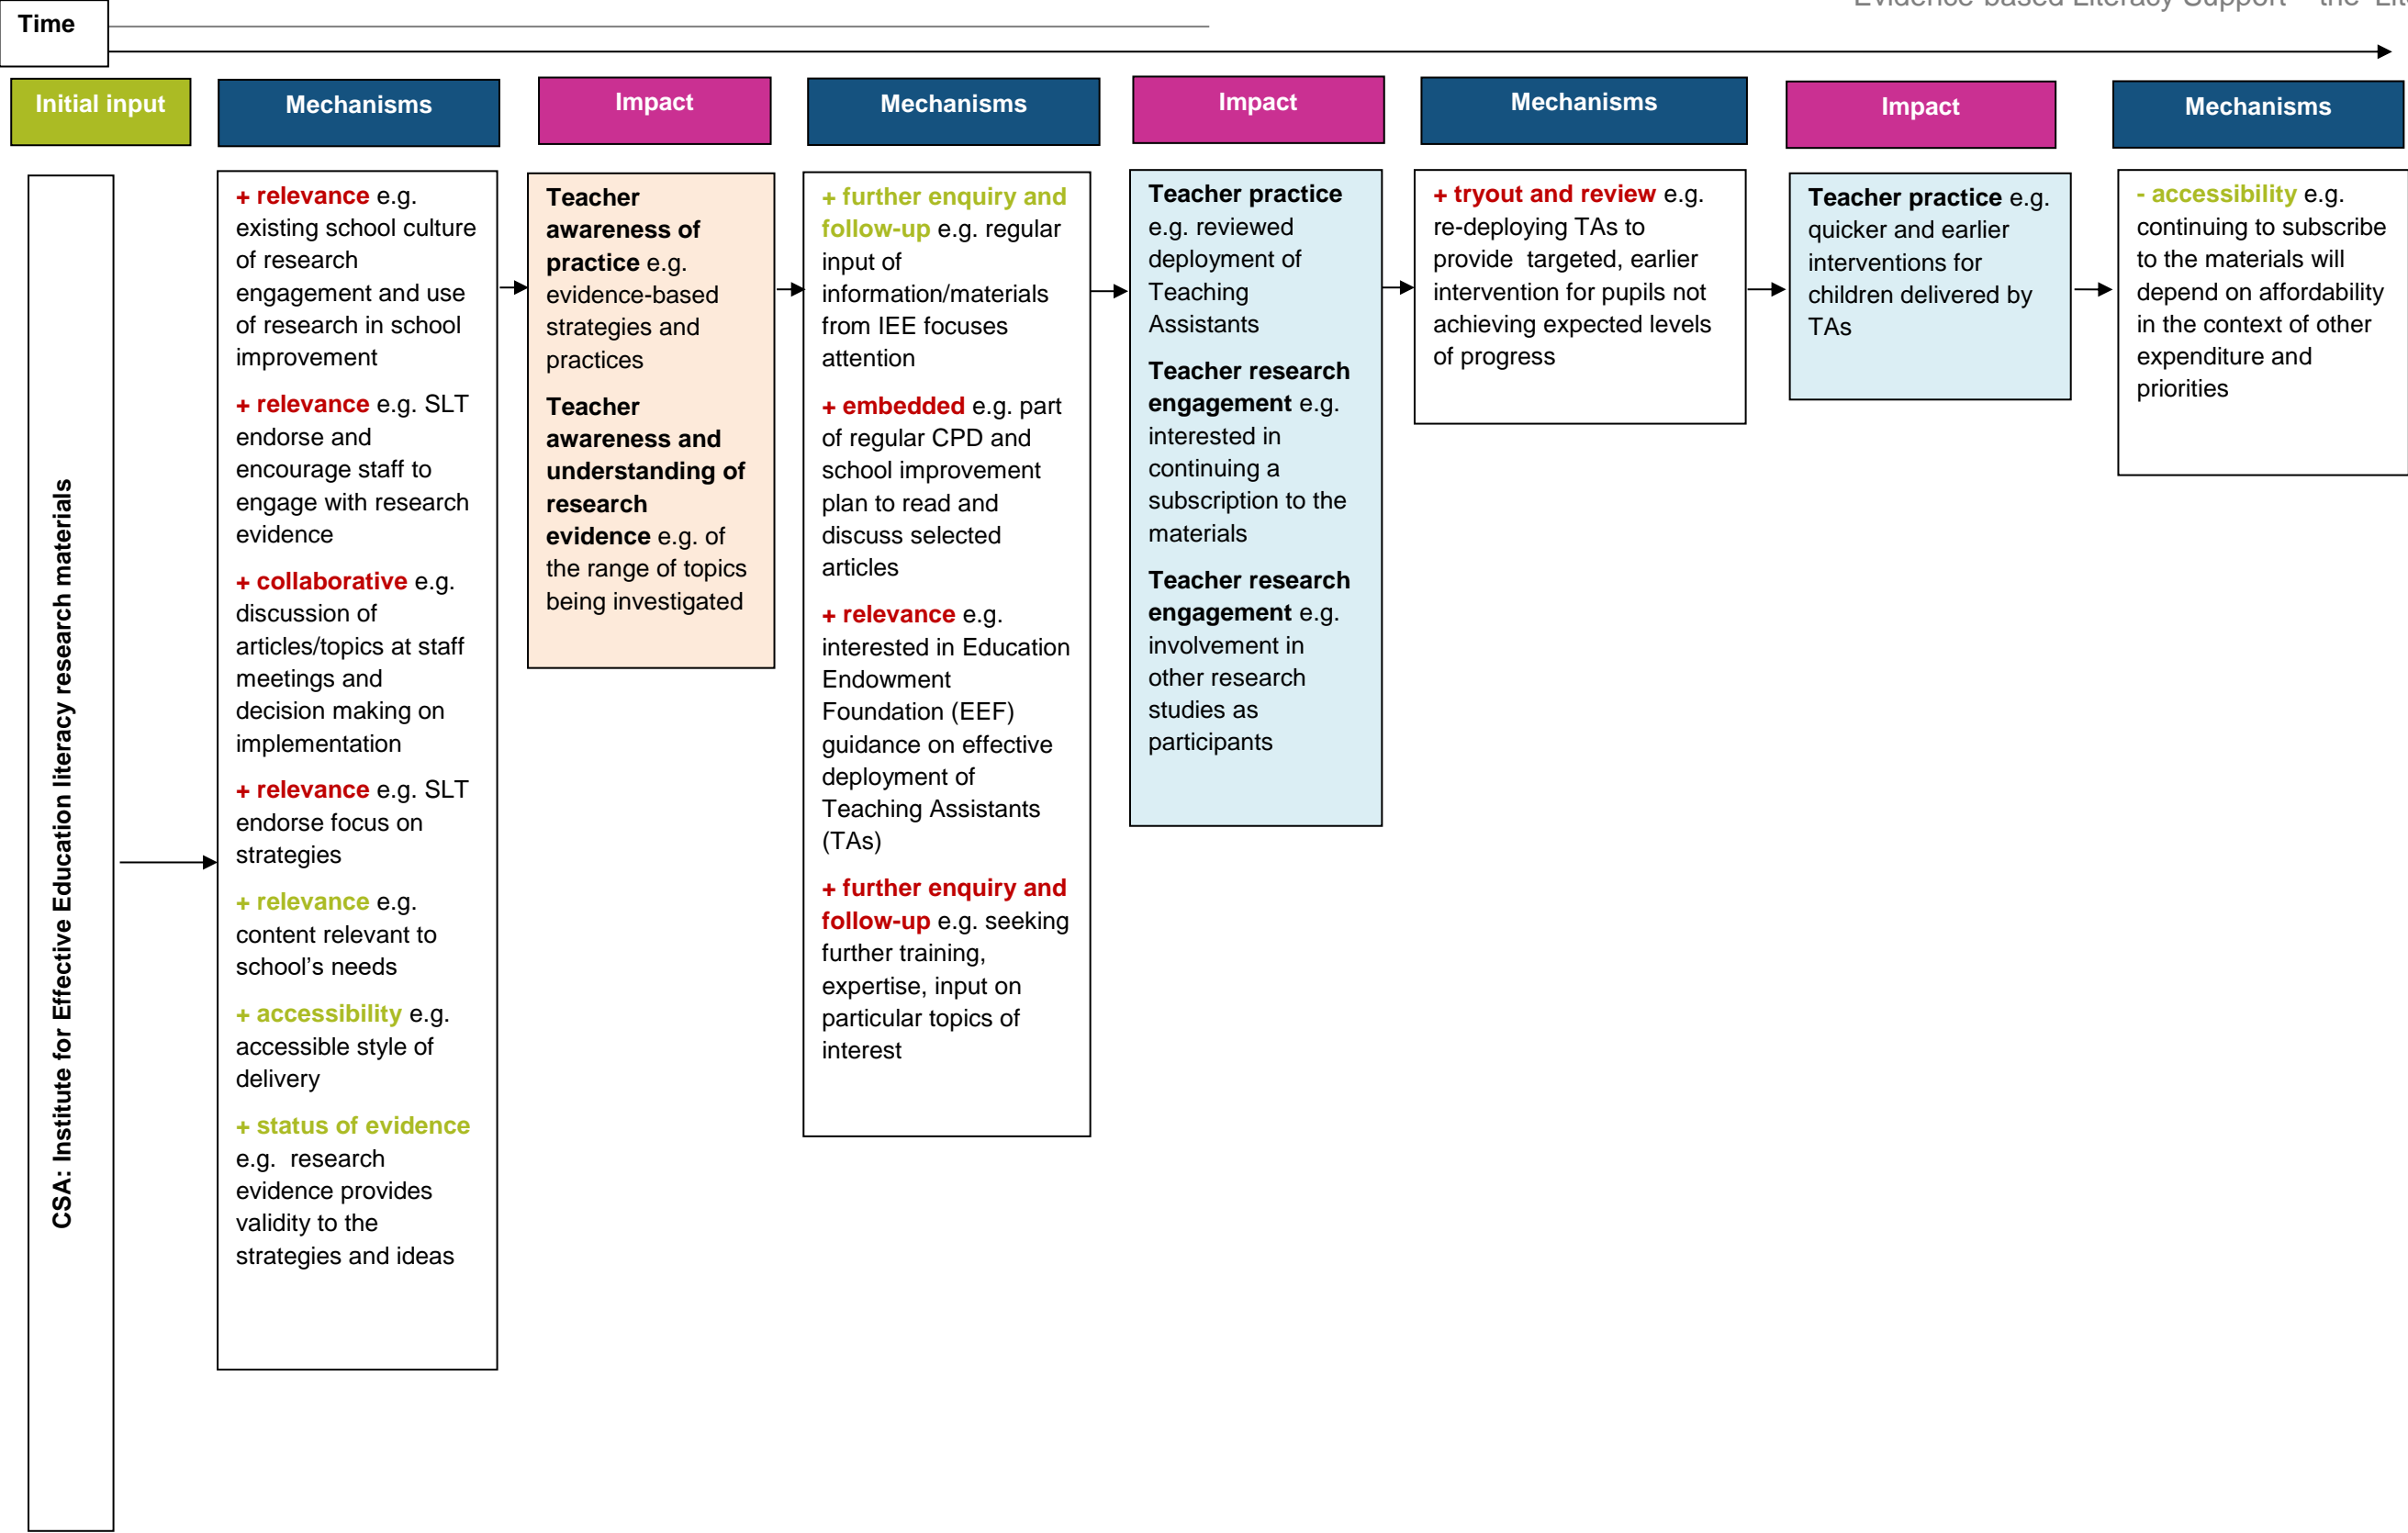 Evidence-based Literacy Support – the 'Lit
Time
Initial input
Mechanisms
Impact
Mechanisms
Impact
Mechanisms
Impact
Mechanisms
CSA: Institute for Effective Education literacy research materials
+ relevance e.g.
existing school culture
of research
engagement and use
of research in school
improvement
+ relevance e.g. SLT
endorse and
encourage staff to
engage with research
evidence
+ collaborative e.g.
discussion of
articles/topics at staff
meetings and
decision making on
implementation
+ relevance e.g. SLT
endorse focus on
strategies
+ relevance e.g.
content relevant to
school's needs
+ accessibility e.g.
accessible style of
delivery
+ status of evidence
e.g. research
evidence provides
validity to the
strategies and ideas
Teacher
awareness of
practice e.g.
evidence-based
strategies and
practices
Teacher
awareness and
understanding of
research
evidence e.g. of
the range of topics
being investigated
+ further enquiry and
follow-up e.g. regular
input of
information/materials
from IEE focuses
attention
+ embedded e.g. part
of regular CPD and
school improvement
plan to read and
discuss selected
articles
+ relevance e.g.
interested in Education
Endowment
Foundation (EEF)
guidance on effective
deployment of
Teaching Assistants
(TAs)
+ further enquiry and
follow-up e.g. seeking
further training,
expertise, input on
particular topics of
interest
Teacher practice
e.g. reviewed
deployment of
Teaching
Assistants
Teacher research
engagement e.g.
interested in
continuing a
subscription to the
materials
Teacher research
engagement e.g.
involvement in
other research
studies as
participants
+ tryout and review e.g.
re-deploying TAs to
provide targeted, earlier
intervention for pupils not
achieving expected levels
of progress
Teacher practice e.g.
quicker and earlier
interventions for
children delivered by
TAs
- accessibility e.g.
continuing to subscribe
to the materials will
depend on affordability
in the context of other
expenditure and
priorities